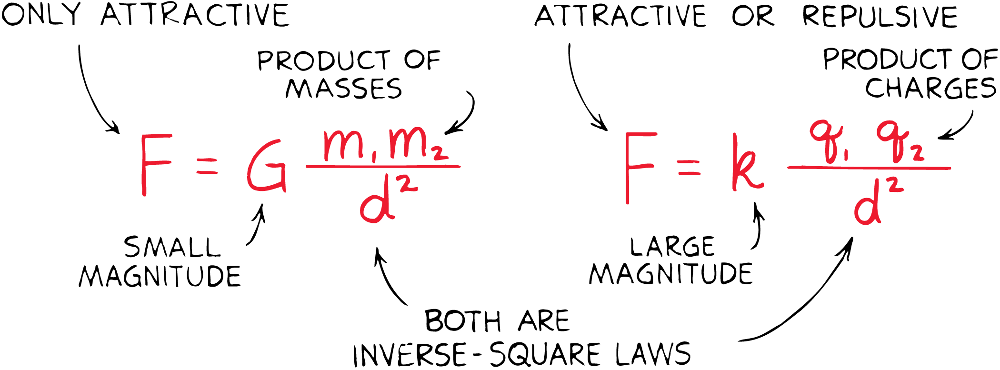 ONLY ATTRACTIVE
PRODUCT OF
MASSES
F = G m₁m₂ / d²
SMALL
MAGNITUDE
ATTRACTIVE OR REPULSIVE
PRODUCT OF
CHARGES
F = k q₁ q₂ / d²
LARGE
MAGNITUDE
BOTH ARE
INVERSE-SQUARE LAWS